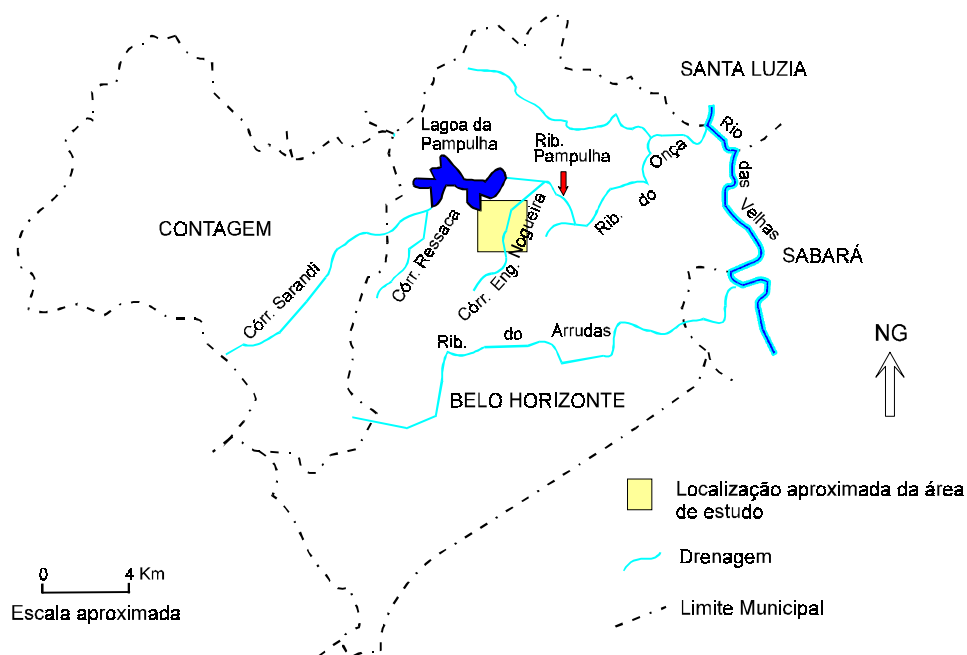 SANTA LUZIA
Lagoa da
Pampulha
Rib.
Pampulha
Rio
das
Velhas
Onça
do
Rib.
CONTAGEM
SABARÁ
Córr. Sarandi
Córr. Ressaca
Córr. Eng. Nogueira
Rib. do Arrudas
NG
BELO HORIZONTE
Localização aproximada da área
de estudo
Drenagem
Limite Municipal
0 4 Km
Escala aproximada